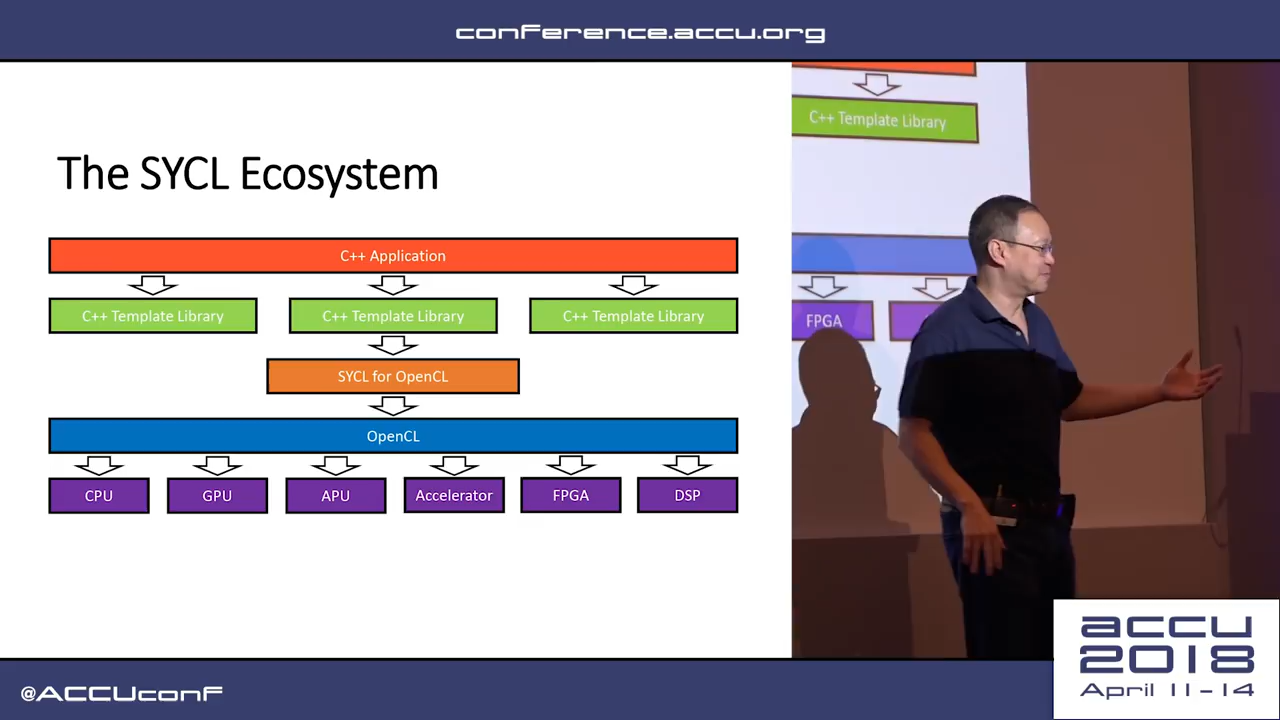 conference.accu.org
The SYCL Ecosystem
C++ Application
C++ Template Library
C++ Template Library
C++ Template Library
SYCL for OpenCL
OpenCL
CPU
GPU
APU
Accelerator
FPGA
DSP
C++ Template Library
FPGA
@ACCUconf
accu
2018
April 11-14